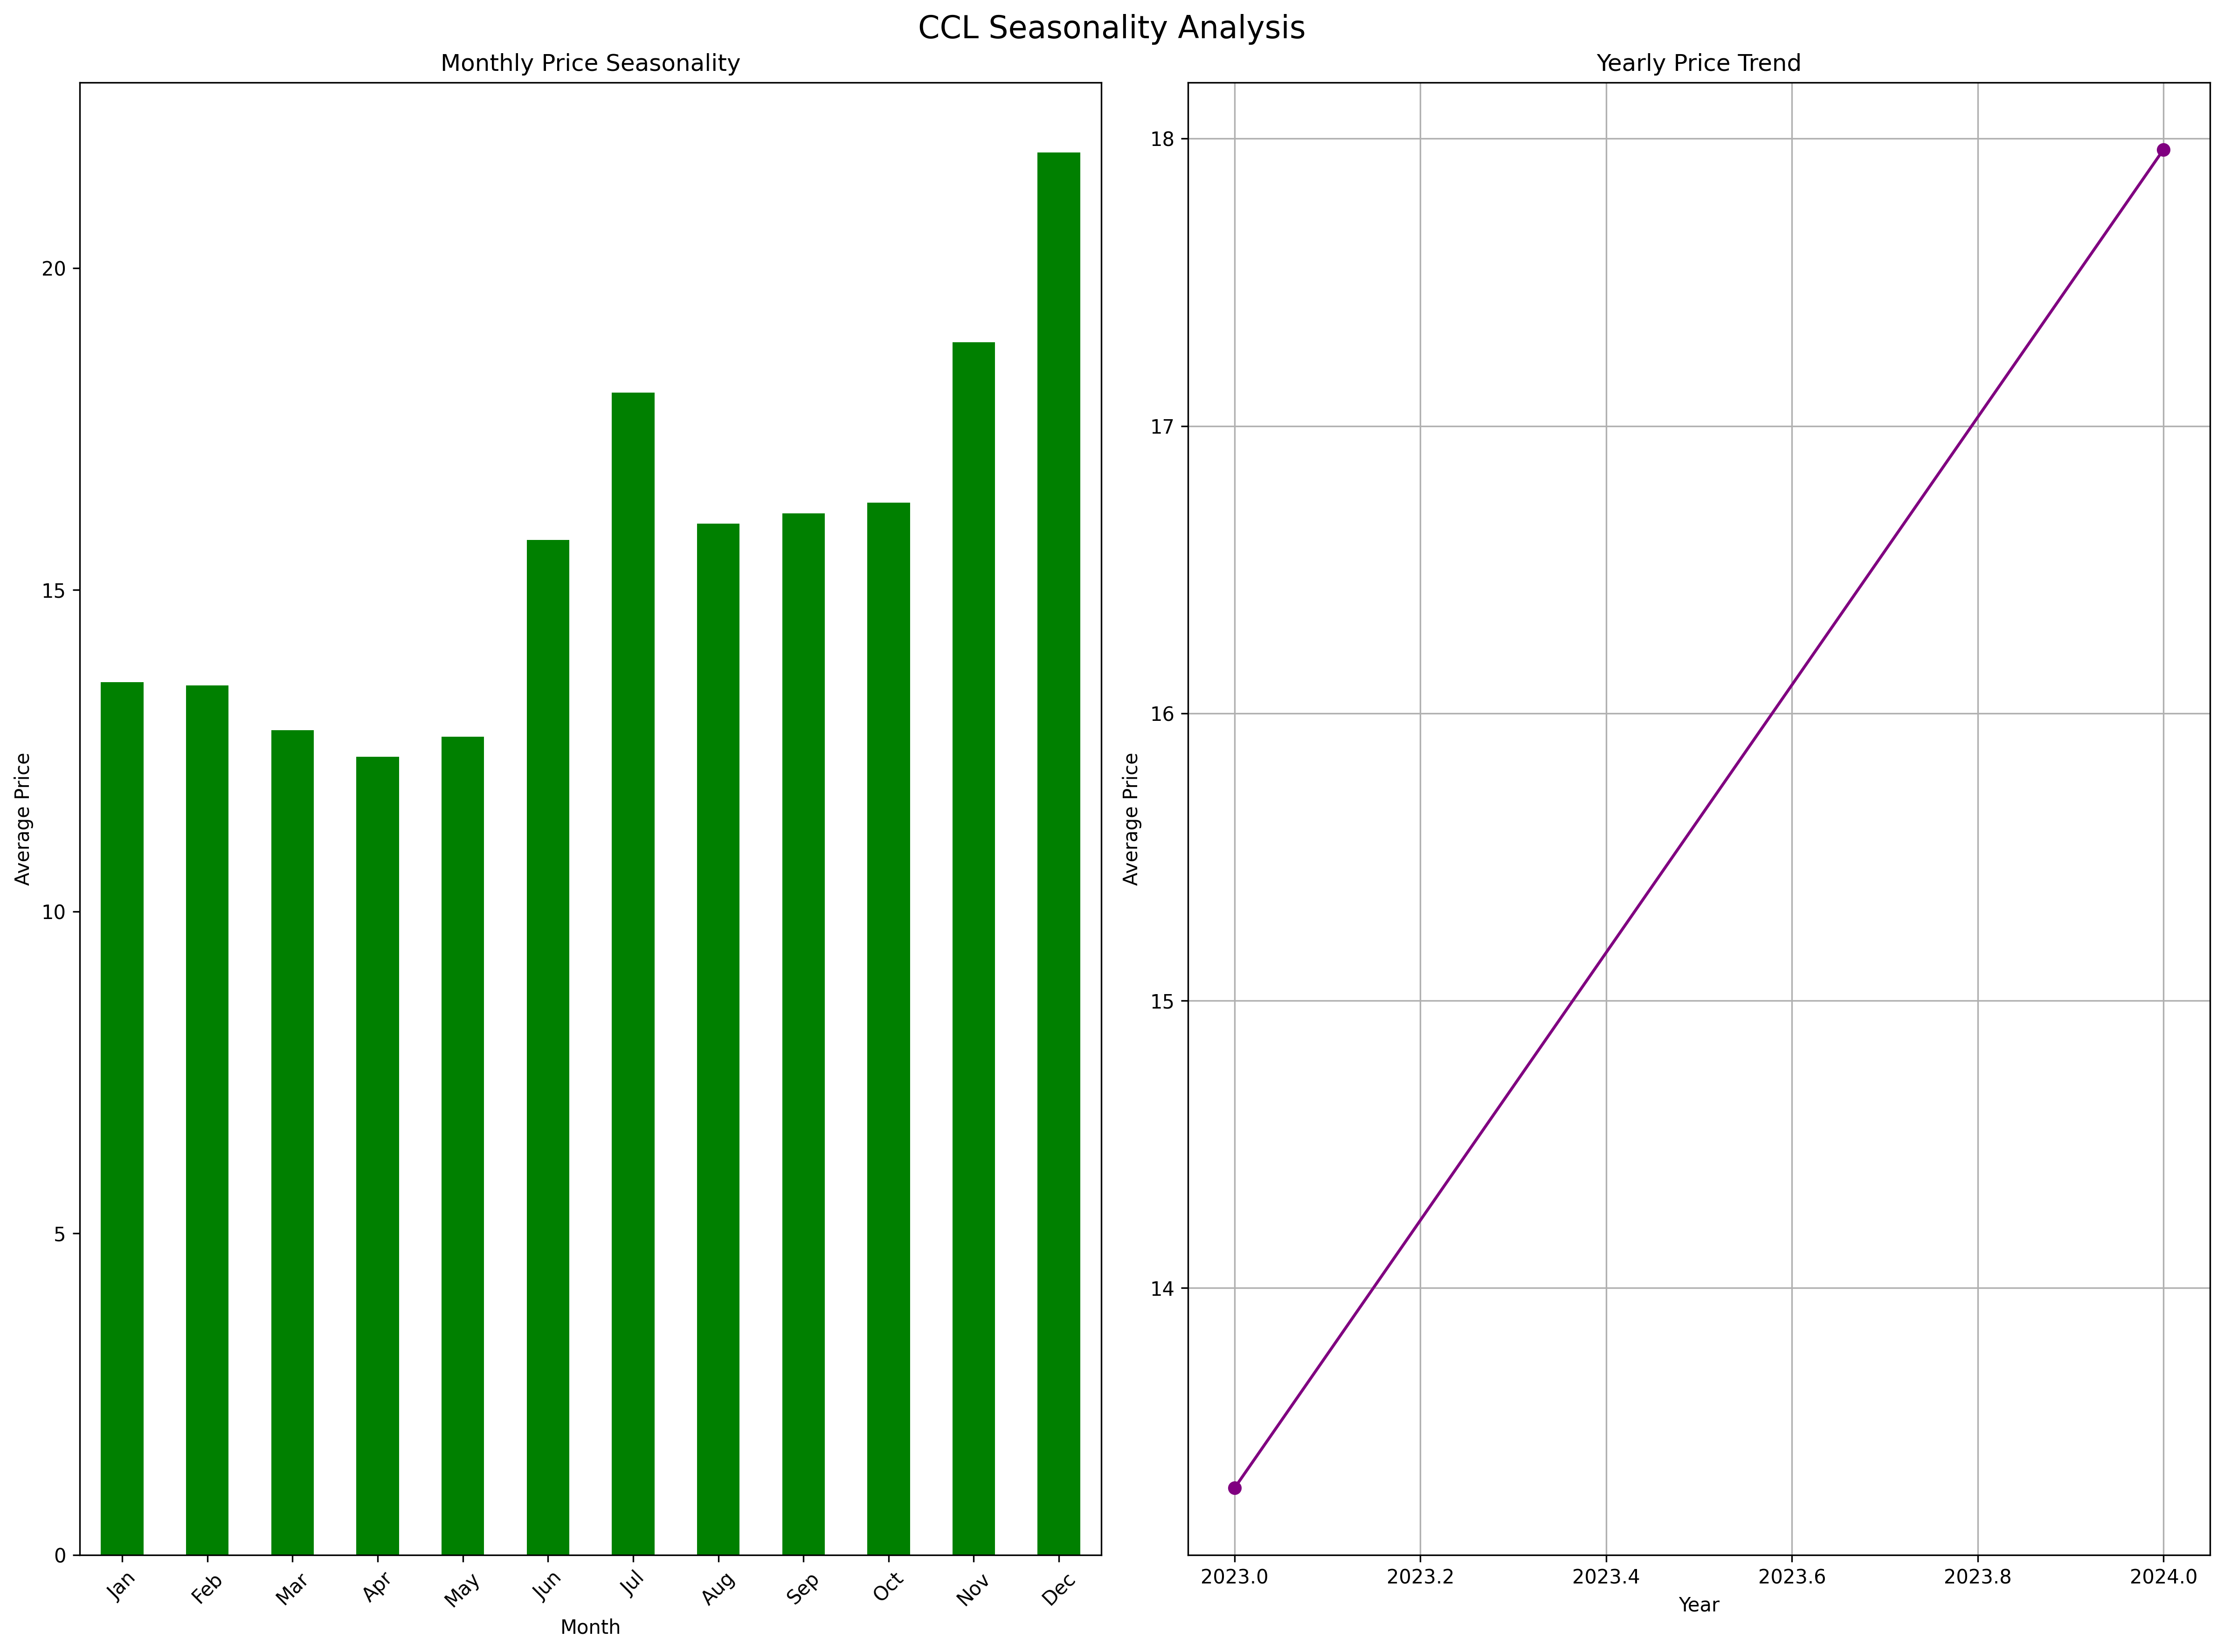 CCL Seasonality Analysis
Monthly Price Seasonality
Average Price
20
15
10
5
0
Jan Feb Mar Apr May Jun Jul Aug Sep Oct Nov Dec
Month
Yearly Price Trend
Average Price
18
17
16
15
14
2023.0 2023.2 2023.4 2023.6 2023.8 2024.0
Year